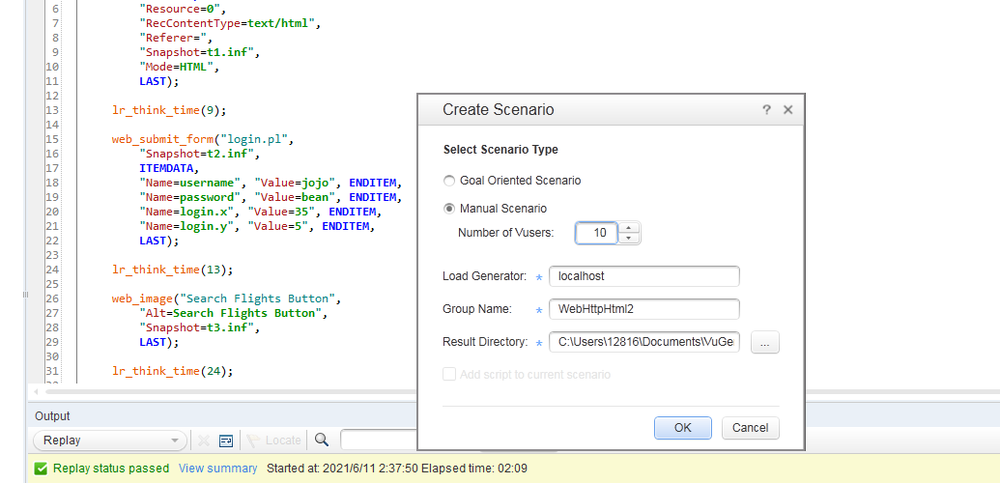 6 "Resource=0",
7 "RecContentType=text/html",
8 "Referer=",
9 "Snapshot=t1.inf",
10 "Mode=HTML",
11 LAST);
12
13 lr_think_time(9);
14
15 web_submit_form("login.pl",
16 "Snapshot=t2.inf",
17 ITEMDATA,
18 "Name=username", "Value=jojo", ENDITEM,
19 "Name=password", "Value=bean", ENDITEM,
20 "Name=login.x", "Value=35", ENDITEM,
21 "Name=login.y", "Value=5", ENDITEM,
22 LAST);
23
24 lr_think_time(13);
25
26 web_image("Search Flights Button",
27 "Alt=Search Flights Button",
28 "Snapshot=t3.inf",
29 LAST);
30
31 lr_think_time(24);
Create Scenario ?
Select Scenario Type
Goal Oriented Scenario
Manual Scenario
Number of Vusers: 10
Load Generator: * localhost
Group Name: * WebHttpHtml2
Result Directory: * C:\Users\12816\Documents\VuGe ...
Add script to current scenario
OK Cancel
Output
Replay Locate
Replay status passed View summary Started at: 2021/6/11 2:37:50 Elapsed time: 02:09